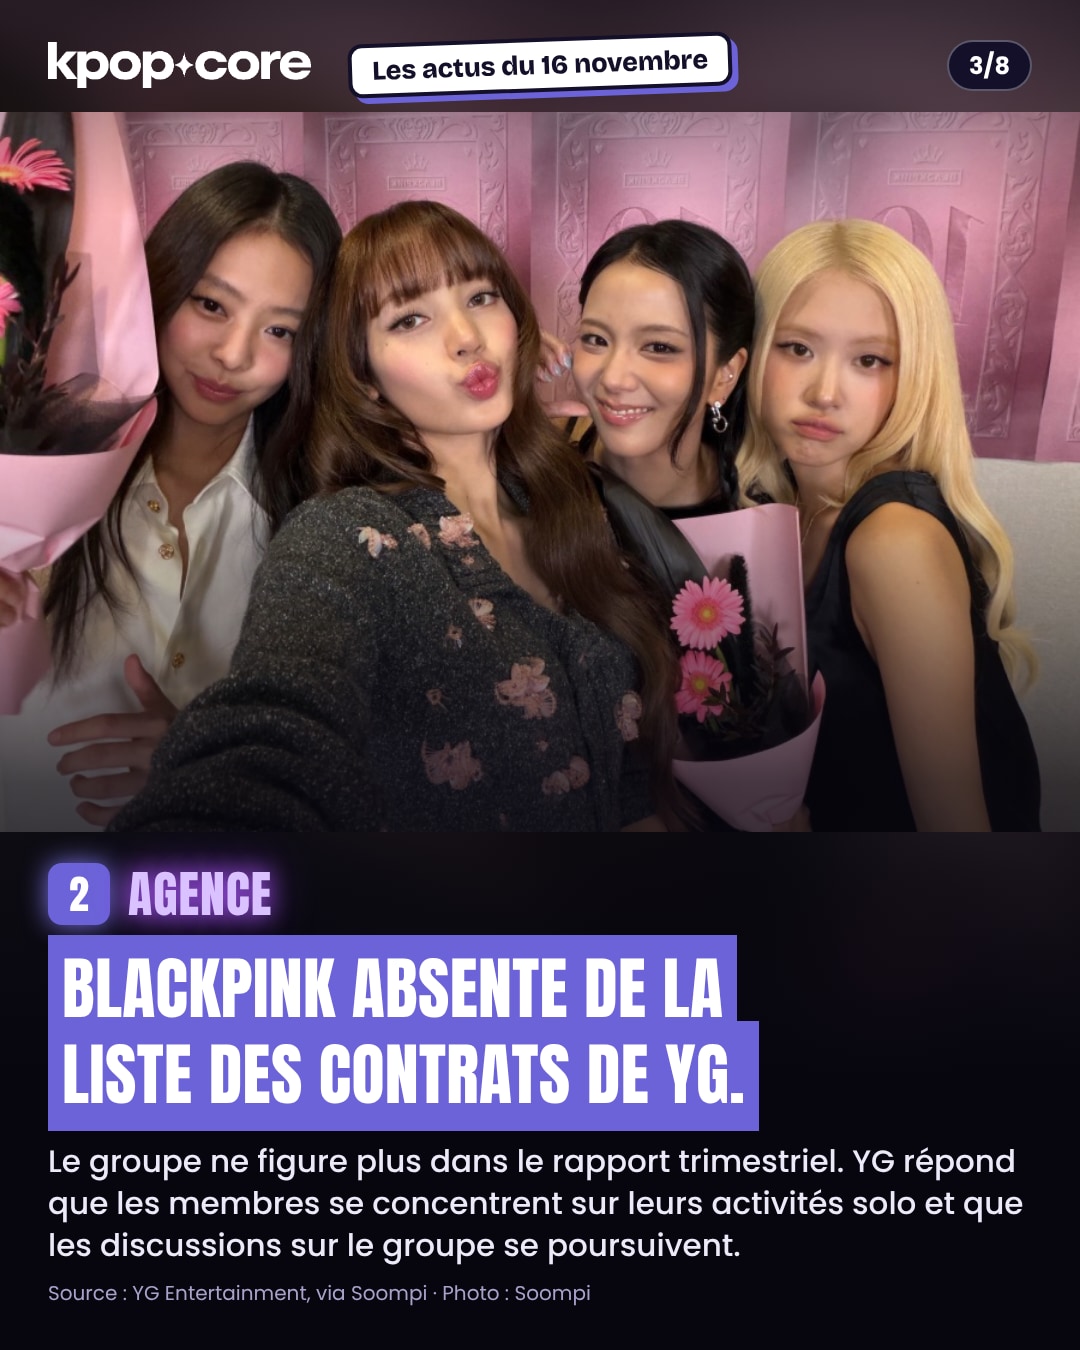 kpop✦core
Les actus du 16 novembre
3/8
2 AGENCE
BLACKPINK ABSENTE DE LA
LISTE DES CONTRATS DE YG.
Le groupe ne figure plus dans le rapport trimestriel. YG répond
que les membres se concentrent sur leurs activités solo et que
les discussions sur le groupe se poursuivent.
Source : YG Entertainment, via Soompi · Photo : Soompi